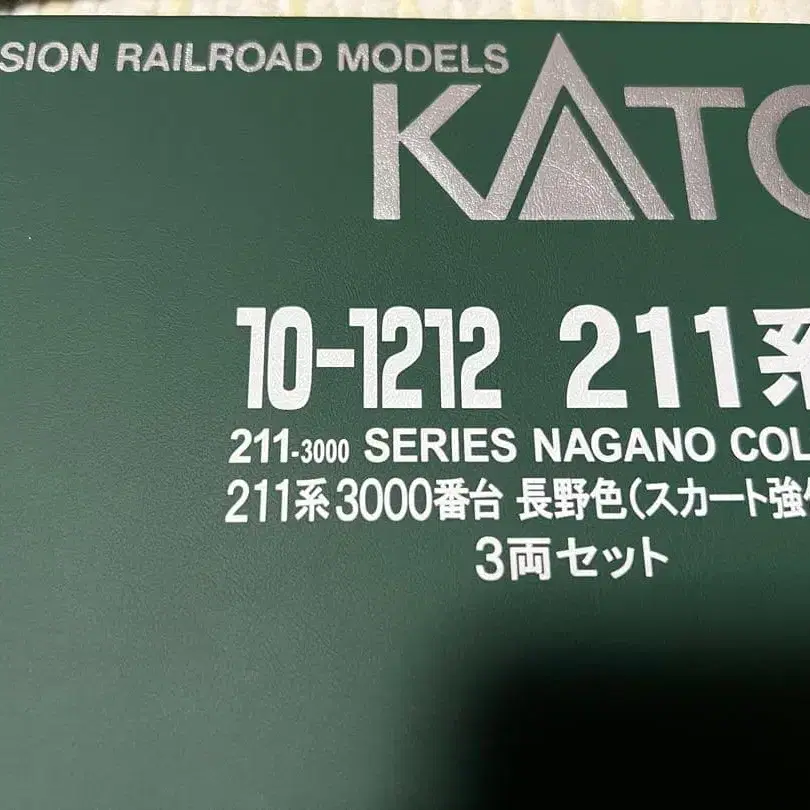 SION RAILROAD MODELS
KATO
10-1212 211系
211-3000 SERIES NAGANO COL
211系3000番台 長野色(スカート強
3両セット